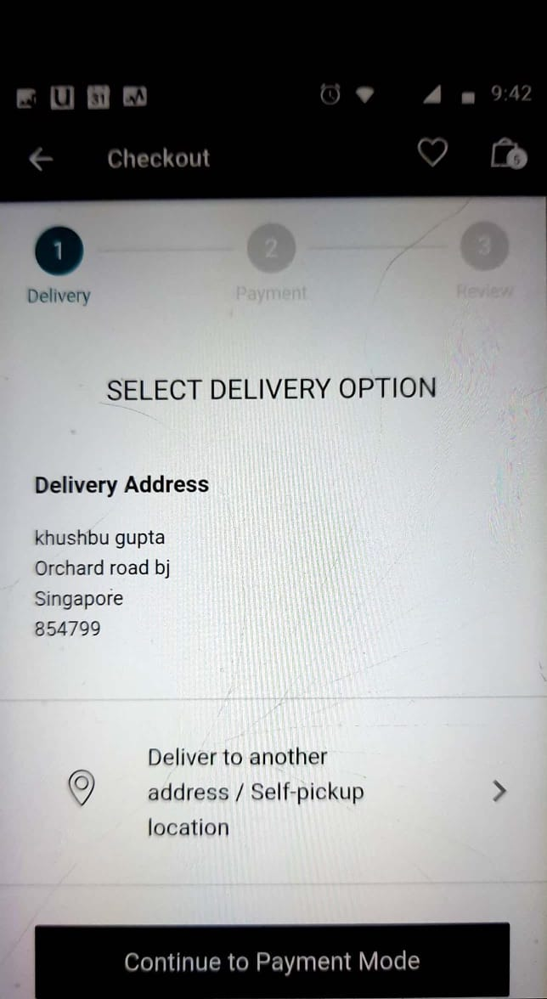 U 31 9:42
Checkout 5
1 2 3
Delivery Payment Review
SELECT DELIVERY OPTION
Delivery Address
khushbu gupta
Orchard road bj
Singapore
854799
Deliver to another
address / Self-pickup
location
Continue to Payment Mode